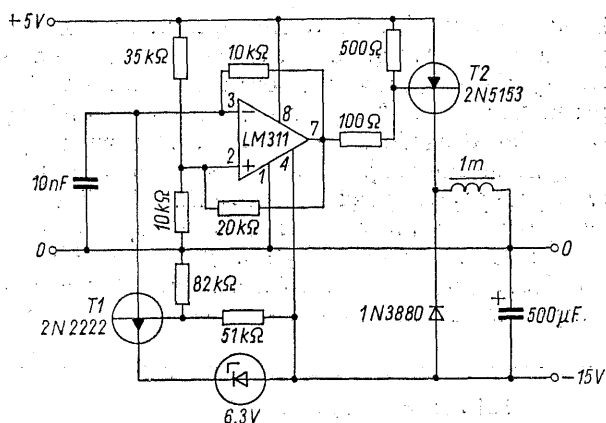 +5V
35kΩ
10kΩ
500Ω
T2
2N5153
3
8
7
LM311
2
1
4
100Ω
1m
10nF
10kΩ
20kΩ
0
0
82kΩ
T1
2N2222
51kΩ
1N3880
+
500µF
-15V
6.3V